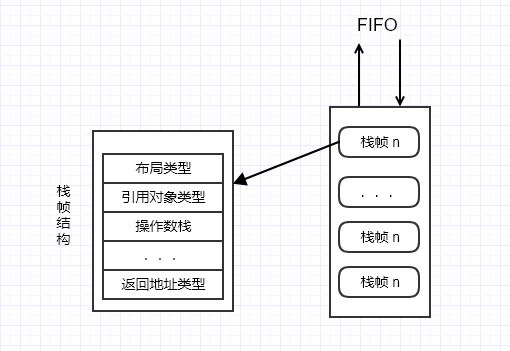 FIFO
栈帧 n
. . .
栈帧 n
栈帧 n
栈帧结构
布局类型
引用对象类型
操作数栈
. . .
返回地址类型